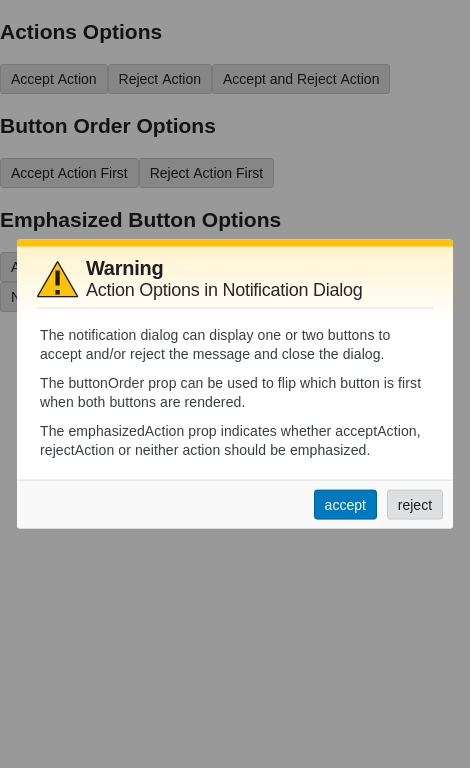 Actions Options
Accept Action Reject Action Accept and Reject Action
Button Order Options
Accept Action First Reject Action First
Emphasized Button Options
Warning
Action Options in Notification Dialog
The notification dialog can display one or two buttons to
accept and/or reject the message and close the dialog.
The buttonOrder prop can be used to flip which button is first
when both buttons are rendered.
The emphasizedAction prop indicates whether acceptAction,
rejectAction or neither action should be emphasized.
accept reject